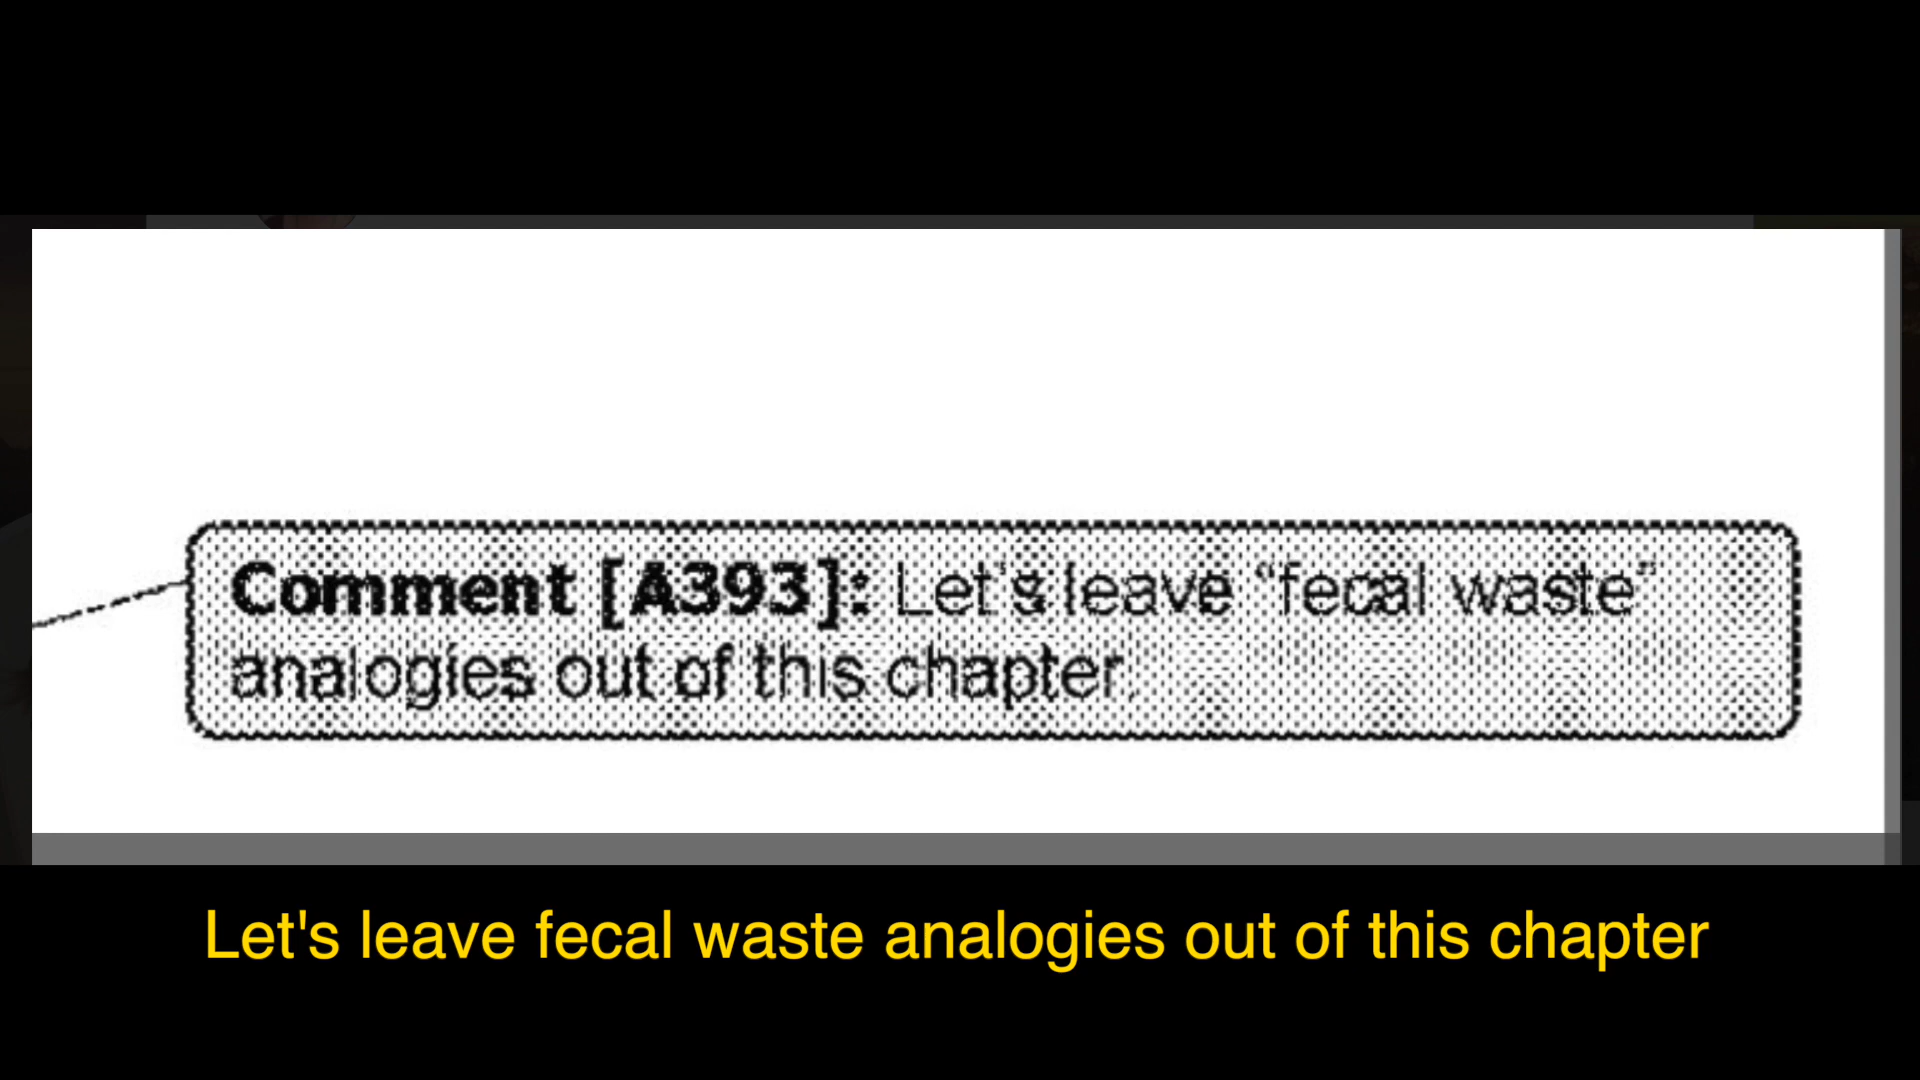 Comment [A393]: Let's leave “fecal waste”
analogies out of this chapter.
Let's leave fecal waste analogies out of this chapter